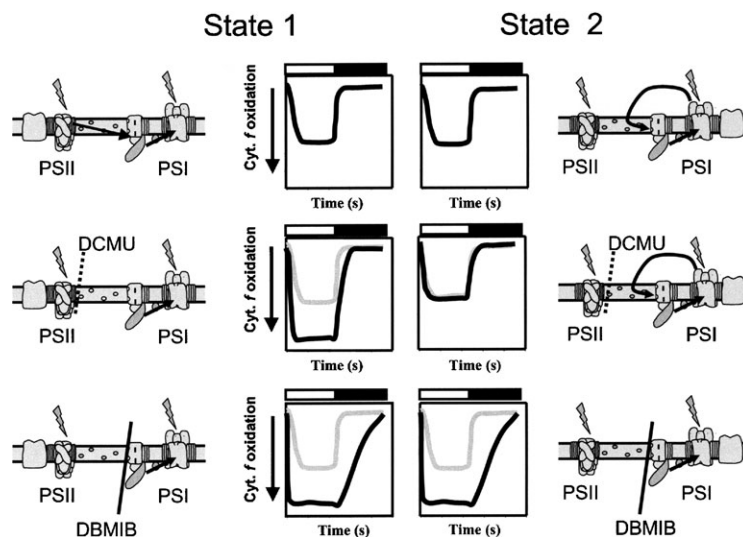 State 1 State 2
Cyt. f oxidation
PSII PSI PSII PSI
Time (s) Time (s)
DCMU DCMU
Cyt. f oxidation
PSII PSI PSII PSI
Time (s) Time (s)
Cyt. f oxidation
PSII PSI PSII PSI
DBMIB DBMIB
Time (s) Time (s)